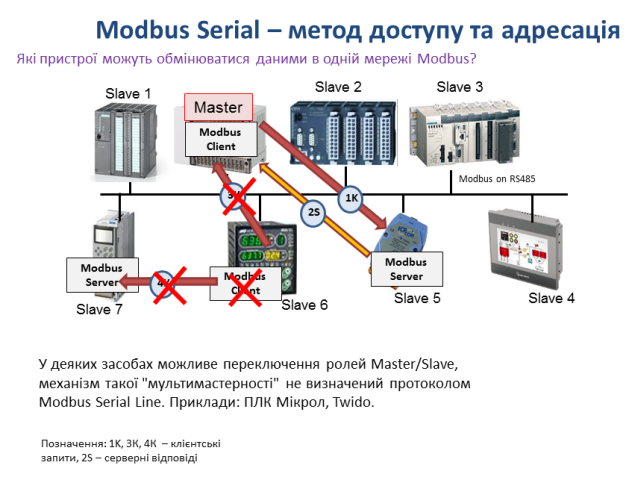 Modbus Serial – метод доступу та адресація
Які пристрої можуть обмінюватися даними в одній мережі Modbus?
Slave 1
Master
Slave 2
Slave 3
Modbus
Client
Modbus on RS485
1K
2S
Modbus
Server
Modbus
Client
Modbus
Server
Slave 7
Slave 6
Slave 5
Slave 4
У деяких засобах можливе переключення ролей Master/Slave,
механізм такої "мультимастерності" не визначений протоколом
Modbus Serial Line. Приклади: ПЛК Мікрол, Twido.
Позначення: 1K, 3К, 4К – клієнтські
запити, 2S – серверні відповіді